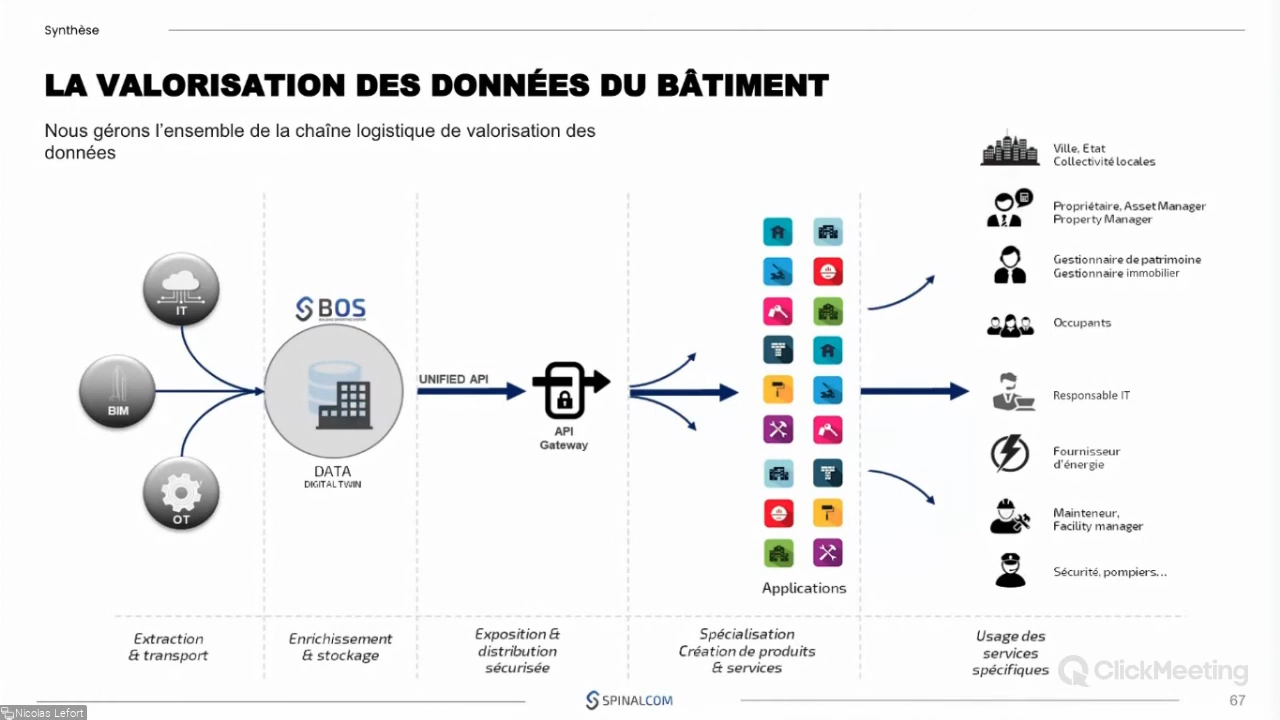 Synthèse
LA VALORISATION DES DONNÉES DU BÂTIMENT
Nous gérons l'ensemble de la chaîne logistique de valorisation des
données
IT
BIM
OT
BOS
BUILDING OPERATING SYSTEM
DATA
DIGITAL TWIN
UNIFIED API
API
Gateway
Applications
Ville, Etat
Collectivité locales
Propriétaire, Asset Manager
Property Manager
Gestionnaire de patrimoine
Gestionnaire immobilier
Occupants
Responsable IT
Fournisseur
d'énergie
Mainteneur,
Facility manager
Sécurité, pompiers...
Extraction
& transport
Enrichissement
& stockage
Exposition &
distribution
sécurisée
Spécialisation
Création de produits
& services
Usage des
services
spécifiques
ClickMeeting
SPINALCOM
67
Nicolas Lefort